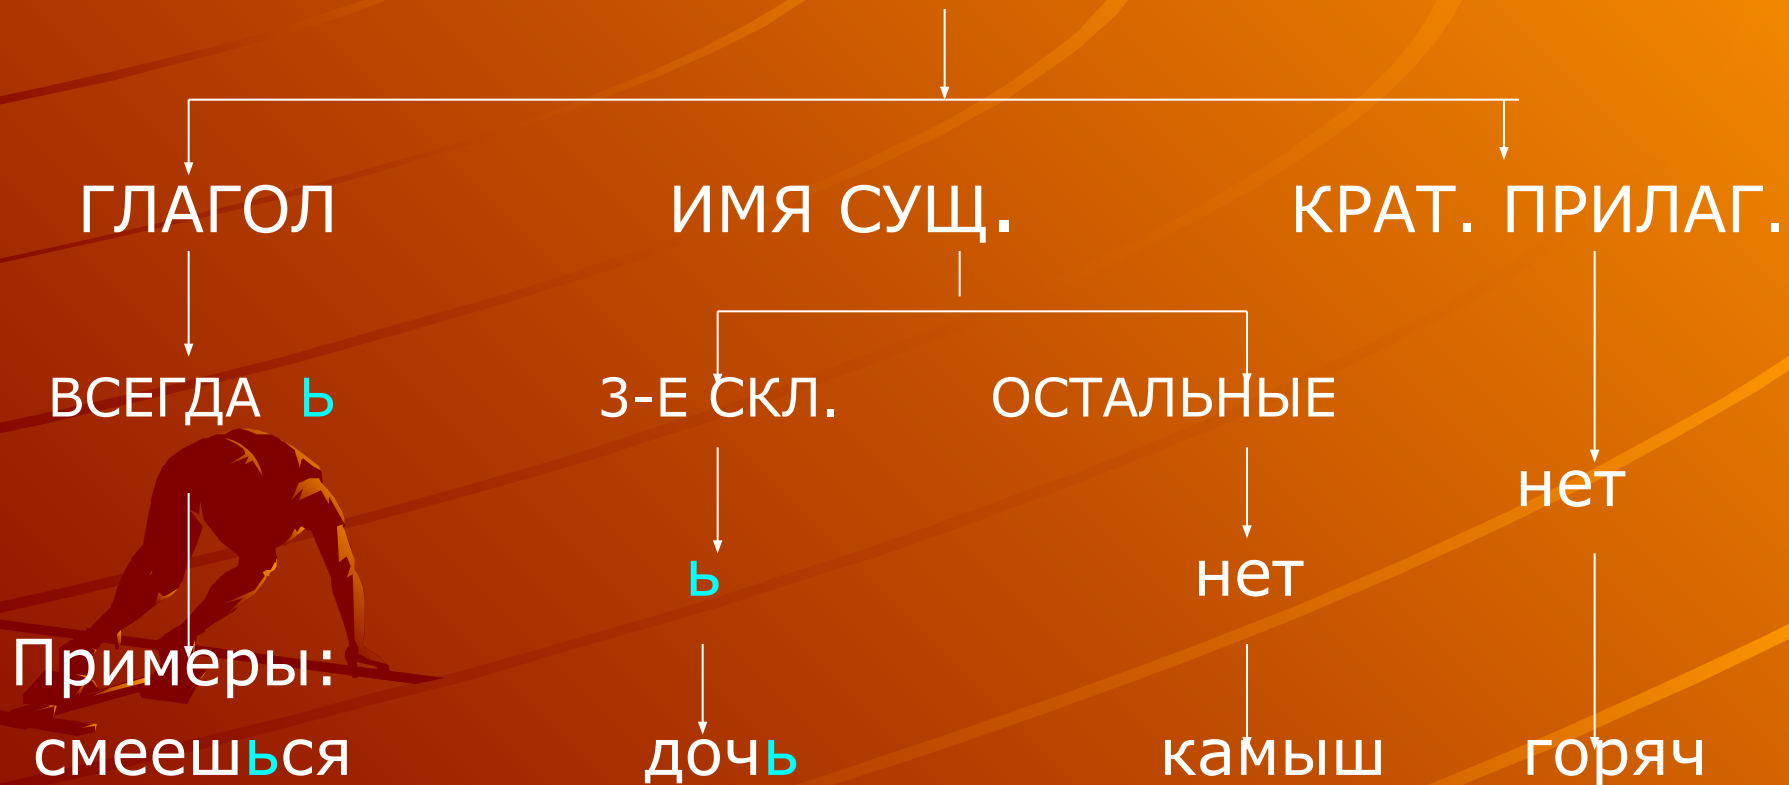 ГЛАГОЛ ИМЯ СУЩ. КРАТ. ПРИЛАГ.
ВСЕГДА Ь 3-Е СКЛ. ОСТАЛЬНЫЕ
нет
ь нет
Примеры:
смеешься дочь камыш горяч